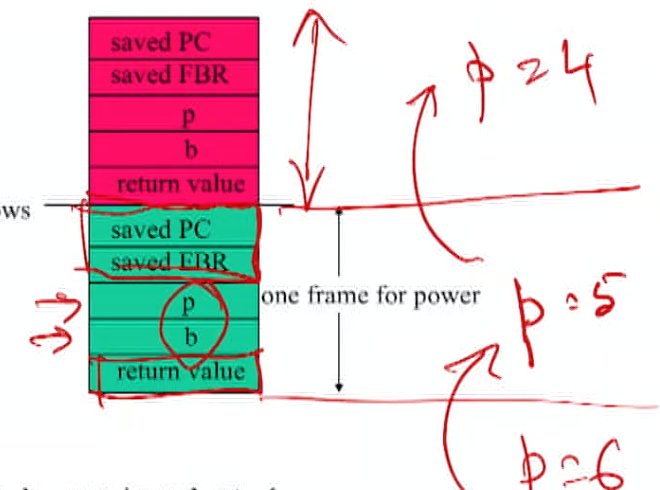 saved PC
saved FBR
p
b
return value
p = 4
ws
saved PC
saved FBR
p
b
return value
one frame for power
p = 5
p = 6